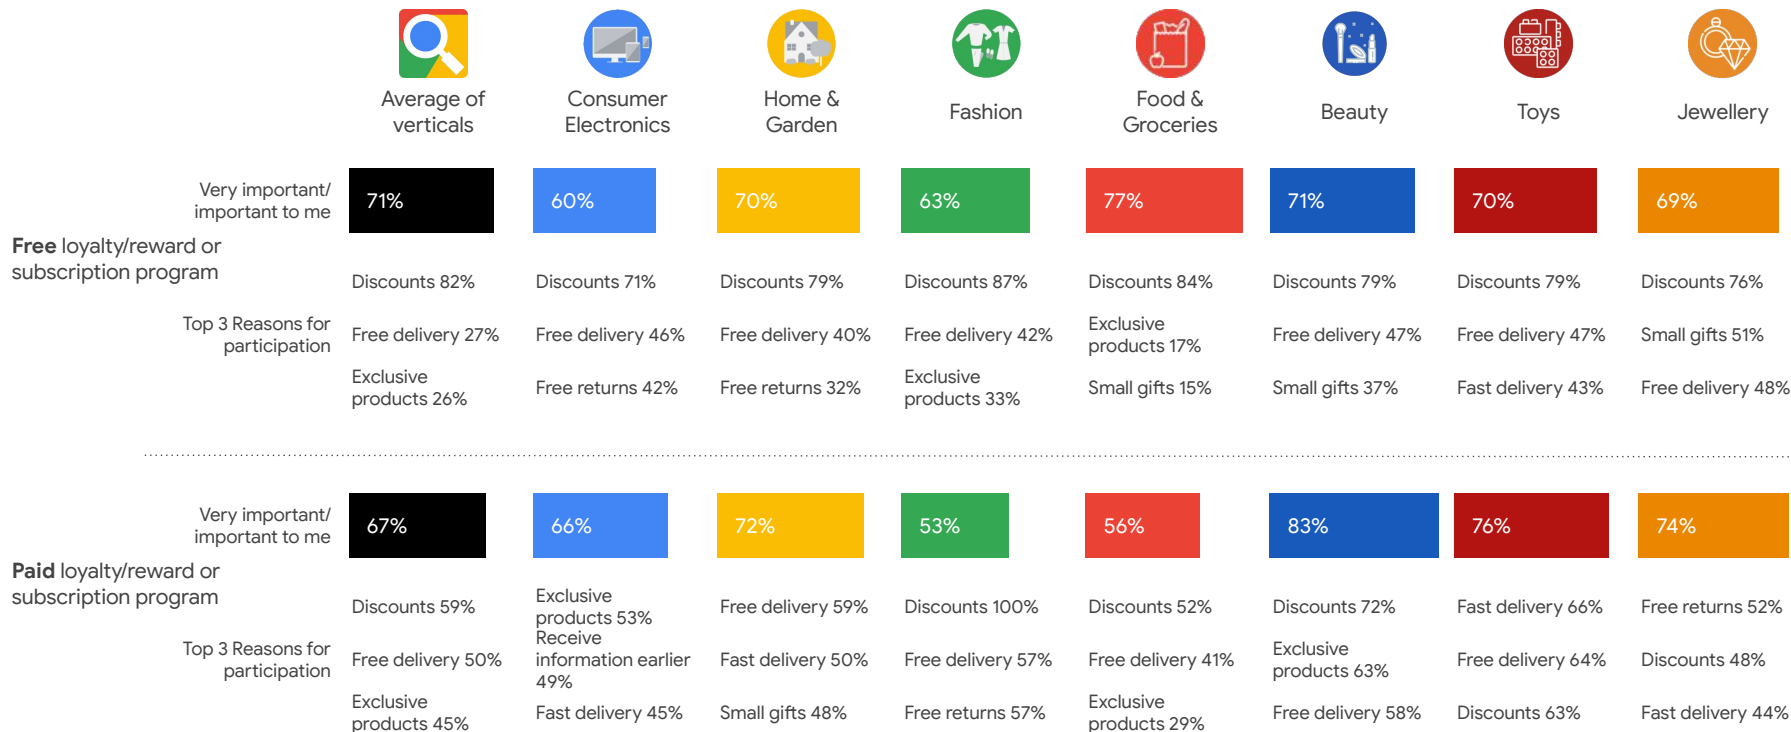 Average of
verticals
Consumer
Electronics
Home &
Garden
Fashion
Food &
Groceries
Beauty
Toys
Jewellery
Very important/
important to me
71%
60%
70%
63%
77%
71%
70%
69%
Free loyalty/reward or
subscription program
Top 3 Reasons for
participation
Discounts 82%
Discounts 71%
Discounts 79%
Discounts 87%
Discounts 84%
Discounts 79%
Discounts 79%
Discounts 76%
Free delivery 27%
Free delivery 46%
Free delivery 40%
Free delivery 42%
Exclusive
products 17%
Free delivery 47%
Free delivery 47%
Small gifts 51%
Exclusive
products 26%
Free returns 42%
Free returns 32%
Exclusive
products 33%
Small gifts 15%
Small gifts 37%
Fast delivery 43%
Free delivery 48%
Very important/
important to me
67%
66%
72%
53%
56%
83%
76%
74%
Paid loyalty/reward or
subscription program
Top 3 Reasons for
participation
Discounts 59%
Exclusive
products 53%
Free delivery 59%
Discounts 100%
Discounts 52%
Discounts 72%
Fast delivery 66%
Free returns 52%
Free delivery 50%
Receive
information earlier
49%
Fast delivery 50%
Free delivery 57%
Free delivery 41%
Exclusive
products 63%
Free delivery 64%
Discounts 48%
Exclusive
products 45%
Fast delivery 45%
Small gifts 48%
Free returns 57%
Exclusive
products 29%
Free delivery 58%
Discounts 63%
Fast delivery 44%